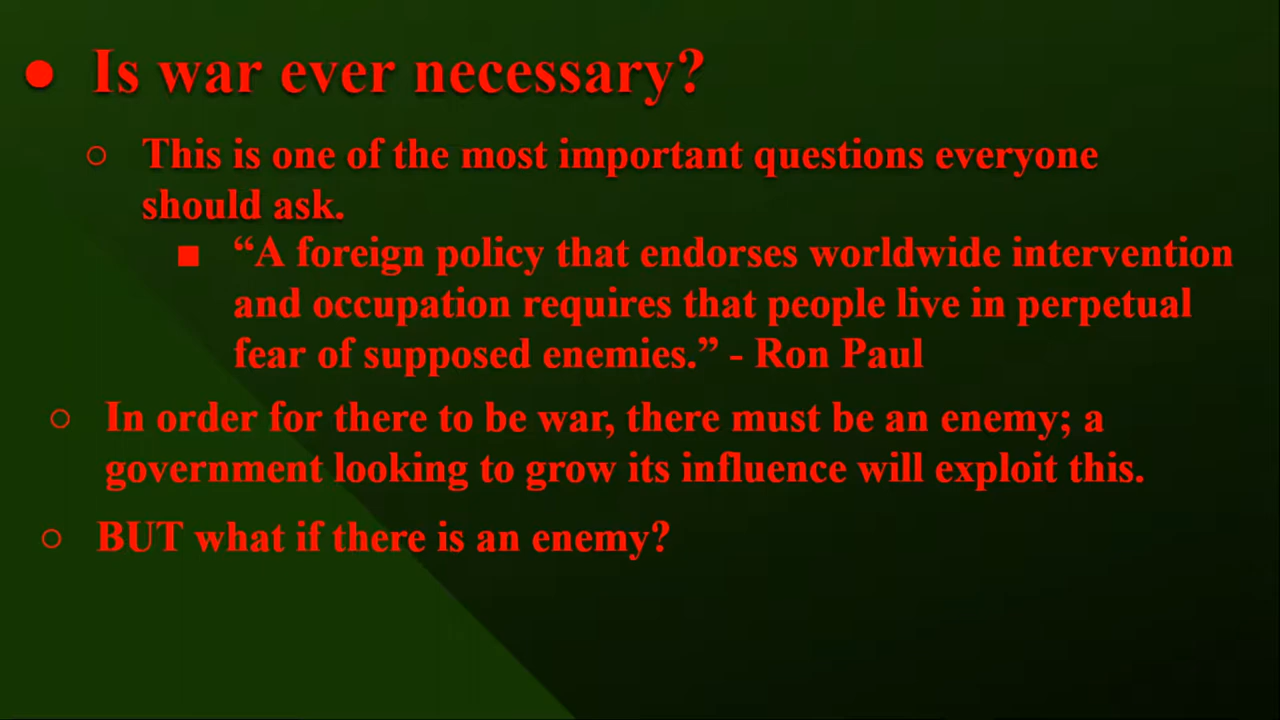 ● Is war ever necessary?
○ This is one of the most important questions everyone
should ask.
■ “A foreign policy that endorses worldwide intervention
and occupation requires that people live in perpetual
fear of supposed enemies.” - Ron Paul
○ In order for there to be war, there must be an enemy; a
government looking to grow its influence will exploit this.
○ BUT what if there is an enemy?